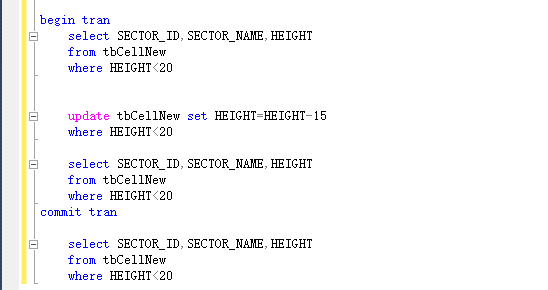 begin tran
select SECTOR_ID,SECTOR_NAME,HEIGHT
from tbCellNew
where HEIGHT<20
update tbCellNew set HEIGHT=HEIGHT-15
where HEIGHT<20
select SECTOR_ID,SECTOR_NAME,HEIGHT
from tbCellNew
where HEIGHT<20
commit tran
select SECTOR_ID,SECTOR_NAME,HEIGHT
from tbCellNew
where HEIGHT<20